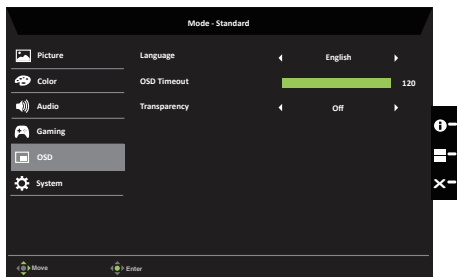 Mode - Standard
Picture
Language
English
Color
OSD Timeout
120
Audio
Transparency
Off
Gaming
OSD
System
Move
Enter